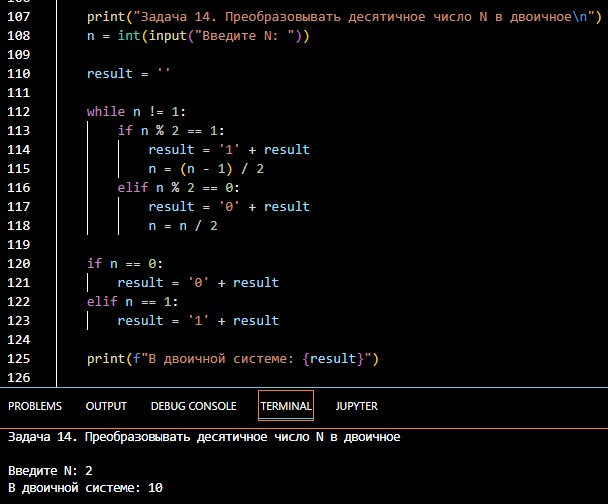 107 print("Задача 14. Преобразовывать десятичное число N в двоичное\n")
108 n = int(input("Введите N: "))
109
110 result = ''
111
112 while n != 1:
113 if n % 2 == 1:
114 result = '1' + result
115 n = (n - 1) / 2
116 elif n % 2 == 0:
117 result = '0' + result
118 n = n / 2
119
120 if n == 0:
121 result = '0' + result
122 elif n == 1:
123 result = '1' + result
124
125 print(f"В двоичной системе: {result}")
126
PROBLEMS OUTPUT DEBUG CONSOLE TERMINAL JUPYTER
Задача 14. Преобразовывать десятичное число N в двоичное
Введите N: 2
В двоичной системе: 10